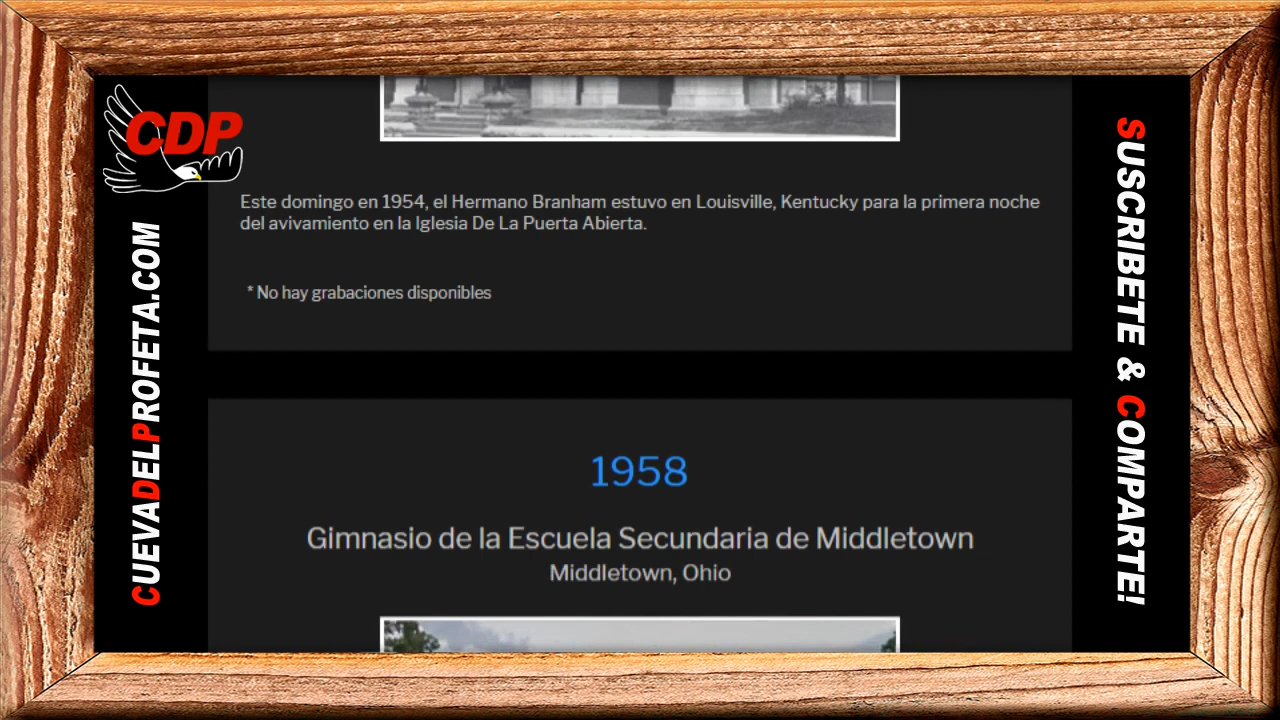 CDP
CUEVADELPROFETA.COM
SUSCRIBETE & COMPARTE!
Este domingo en 1954, el Hermano Branham estuvo en Louisville, Kentucky para la primera noche
del avivamiento en la Iglesia De La Puerta Abierta.
* No hay grabaciones disponibles
1958
Gimnasio de la Escuela Secundaria de Middletown
Middletown, Ohio